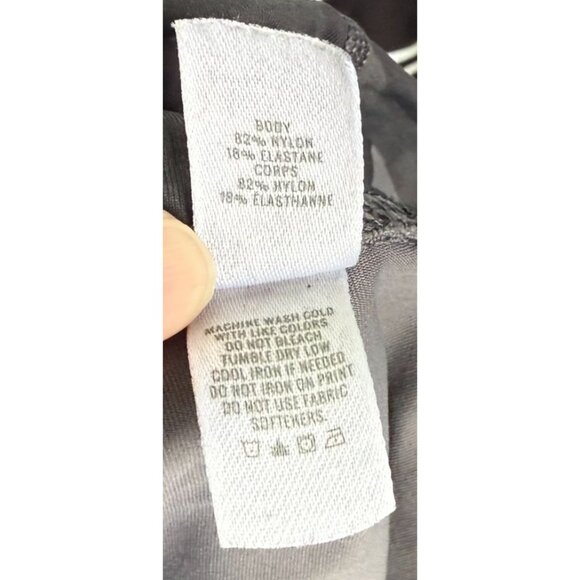 BODY
82% NYLON
18% ELASTANE
CORPS
82% NYLON
18% ÉLASTHANNE
MACHINE WASH COLD
WITH LIKE COLORS
DO NOT BLEACH
TUMBLE DRY LOW
COOL IRON IF NEEDED
DO NOT IRON ON PRINT
DO NOT USE FABRIC
SOFTENERS.